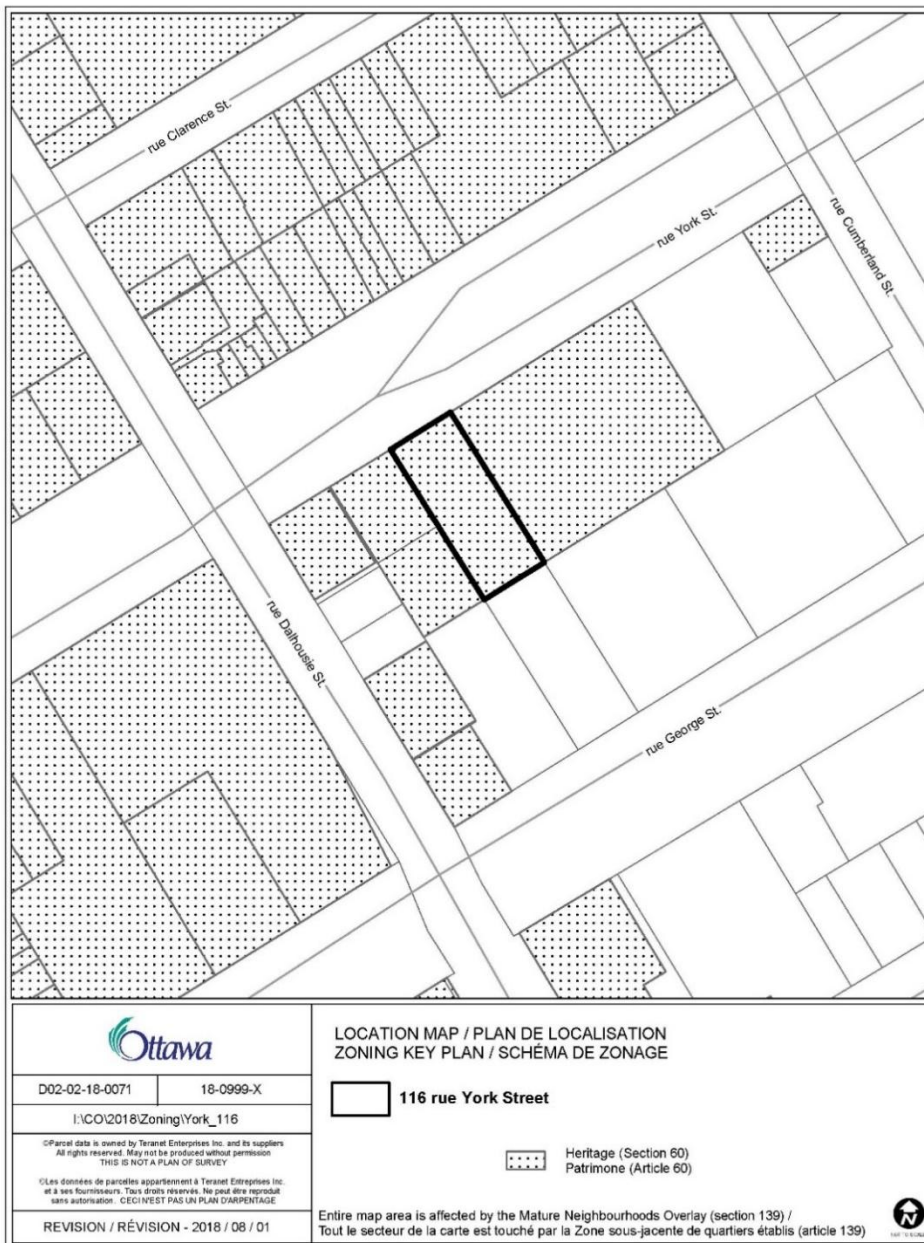 rue Clarence St.
rue York St.
rue Cumberland St.
rue Dalhousie St.
rue George St.
Ottawa
D02-02-18-0071
18-0999-X
I:\CO\2018\Zoning\York_116
©Parcel data is owned by Teranet Enterprises Inc. and its suppliers
All rights reserved. May not be produced without permission
THIS IS NOT A PLAN OF SURVEY
©Les données de parcelles appartiennent à Teranet Enterprises Inc.
et à ses fournisseurs. Tous droits réservés. Ne peut être reproduit
sans autorisation. CECI N'EST PAS UN PLAN D'ARPENTAGE
REVISION / RÉVISION - 2018 / 08 / 01
LOCATION MAP / PLAN DE LOCALISATION
ZONING KEY PLAN / SCHÉMA DE ZONAGE
116 rue York Street
Heritage (Section 60)
Patrimone (Article 60)
Entire map area is affected by the Mature Neighbourhoods Overlay (section 139) /
Tout le secteur de la carte est touché par la Zone sous-jacente de quartiers établis (article 139)
N